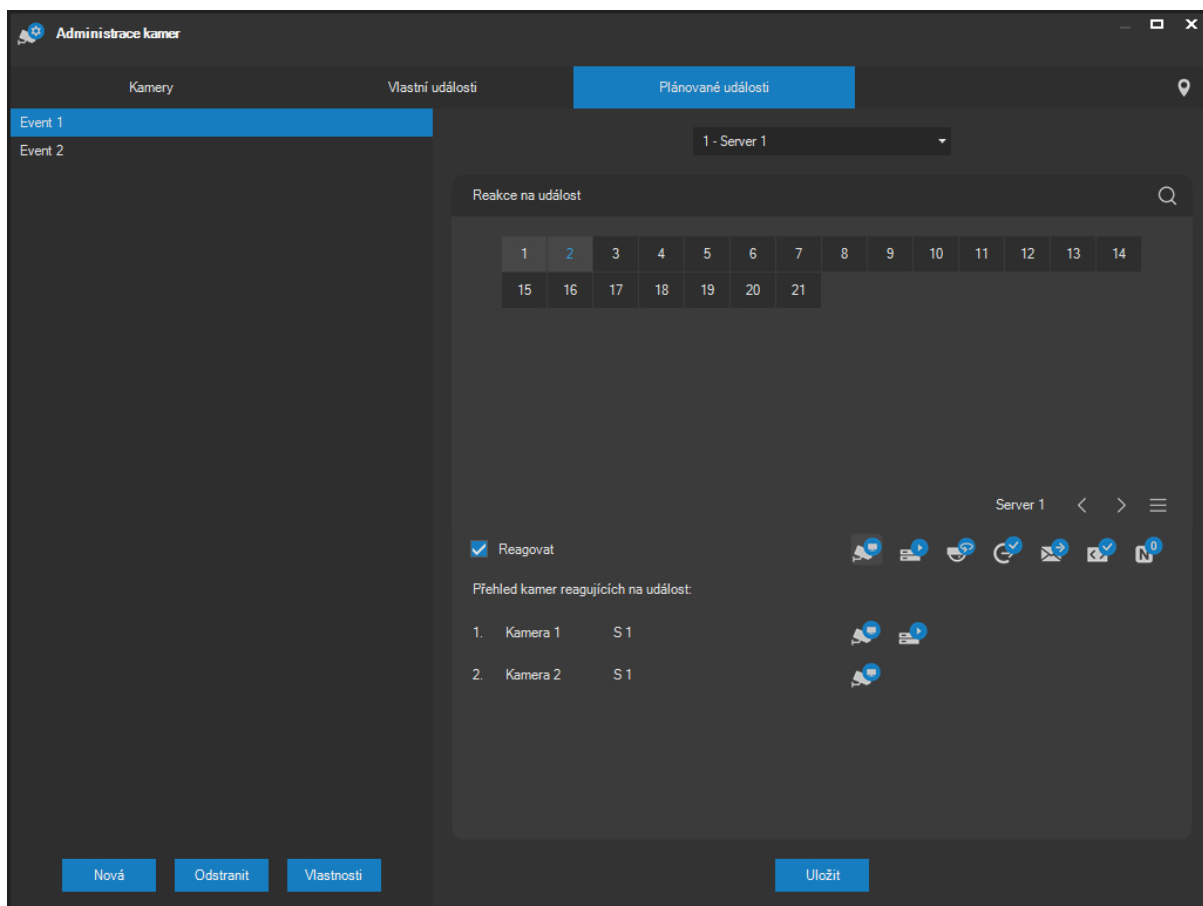 Administrace kamer
Kamery Vlastní události Plánované události
Event 1
Event 2
1 - Server 1
Reakce na událost
1 2 3 4 5 6 7 8 9 10 11 12 13 14
15 16 17 18 19 20 21
Server 1
Reagovat
N 0
Přehled kamer reagujících na událost:
1. Kamera 1 S 1
2. Kamera 2 S 1
Nová Odstranit Vlastnosti Uložit